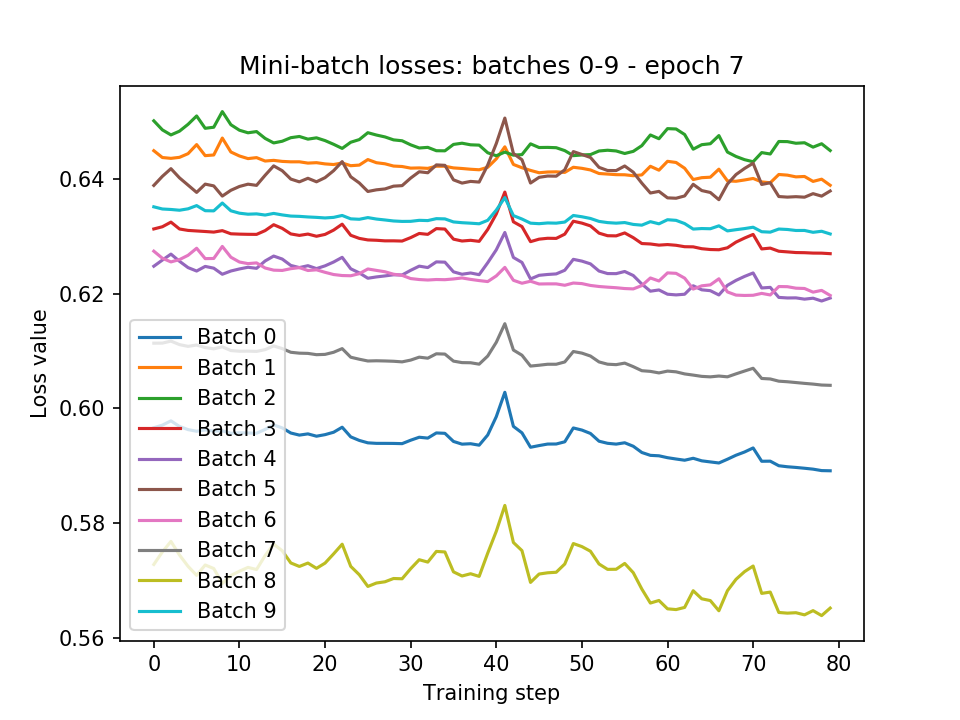 Mini-batch losses: batches 0-9 - epoch 7
Loss value
0.64
0.62
0.60
0.58
0.56
Batch 0
Batch 1
Batch 2
Batch 3
Batch 4
Batch 5
Batch 6
Batch 7
Batch 8
Batch 9
0 10 20 30 40 50 60 70 80
Training step